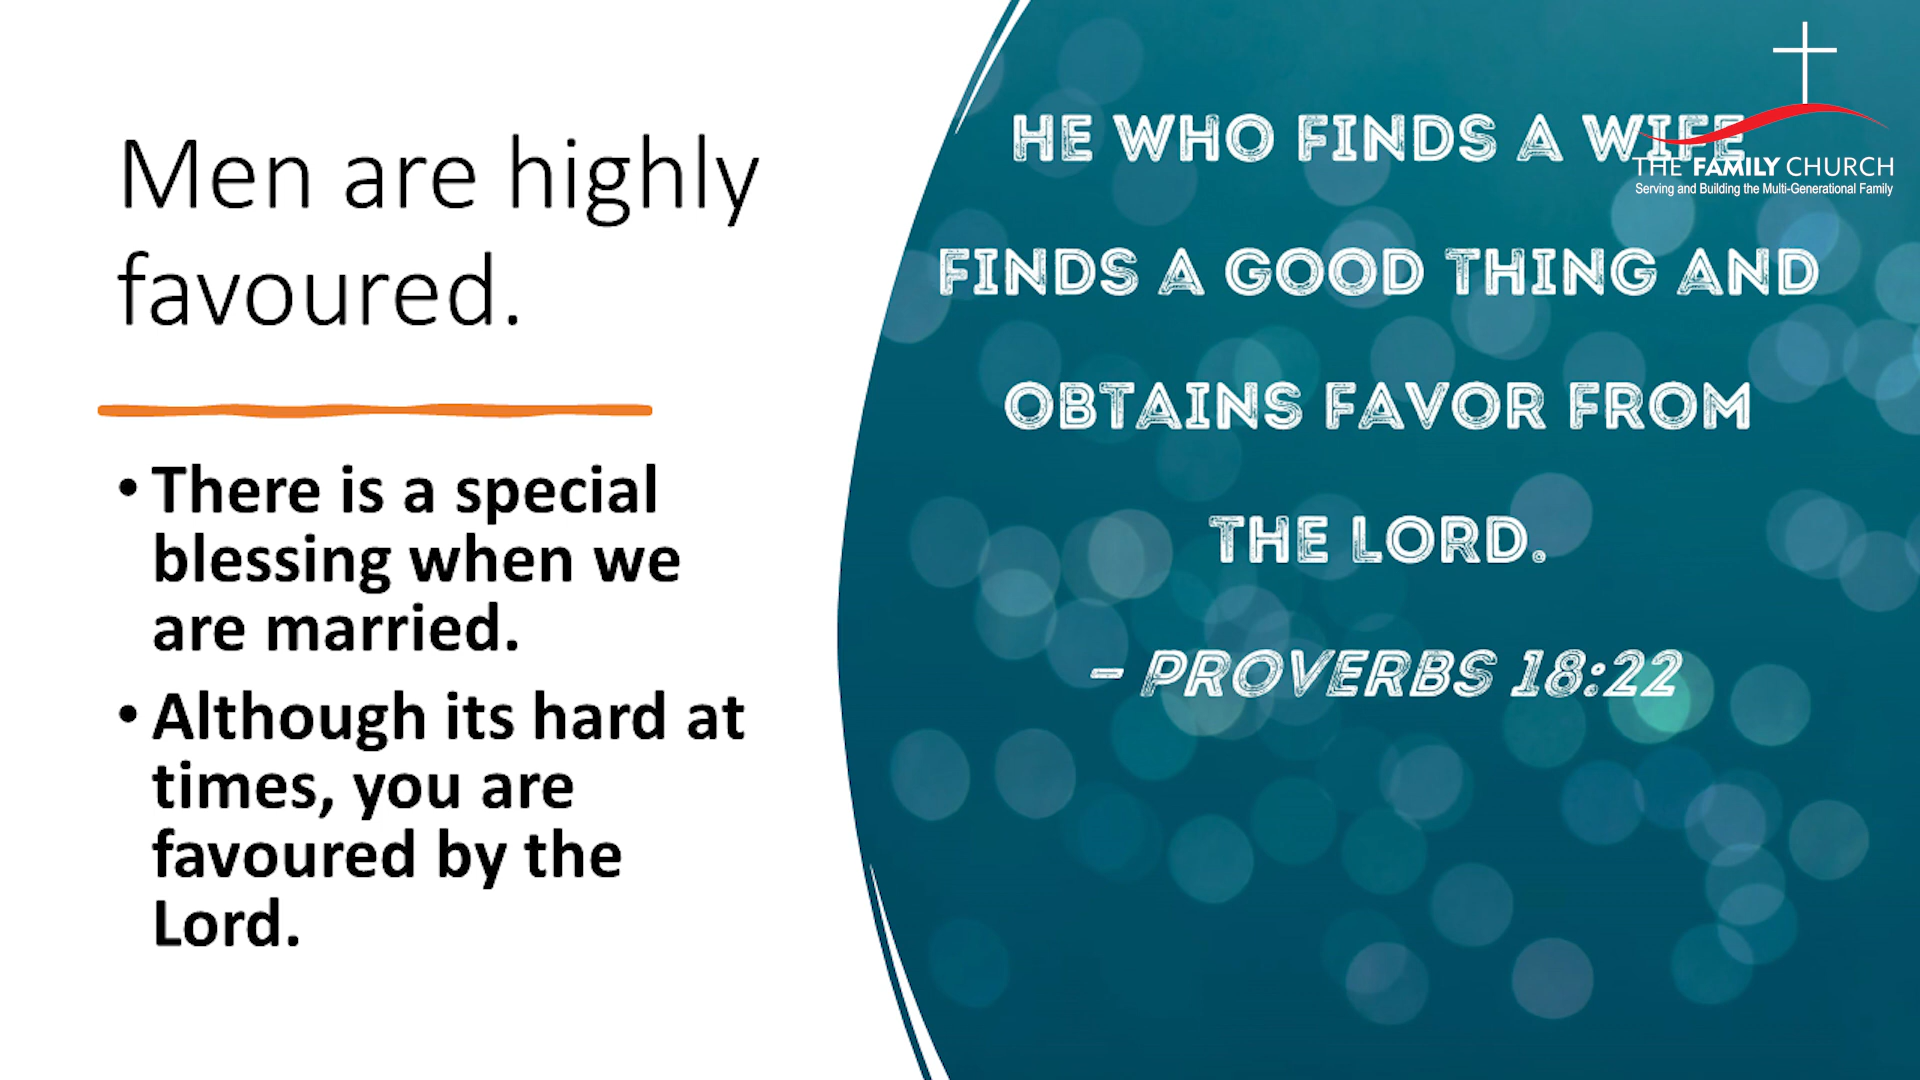 Men are highly
favoured.
• There is a special
blessing when we
are married.
• Although its hard at
times, you are
favoured by the
Lord.
HE WHO FINDS A WIFE
FINDS A GOOD THING AND
OBTAINS FAVOR FROM
THE LORD.
– PROVERBS 18:22
THE FAMILY CHURCH
Serving and Building the Multi-Generational Family